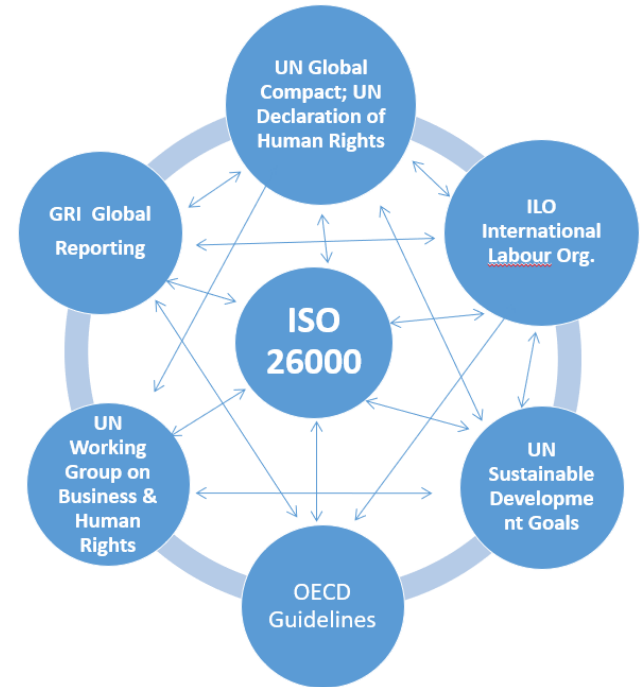 UN Global
Compact; UN
Declaration of
Human Rights
GRI Global
Reporting
ILO
International
Labour Org.
ISO
26000
UN
Working
Group on
Business &
Human
Rights
UN
Sustainable
Developme
nt Goals
OECD
Guidelines